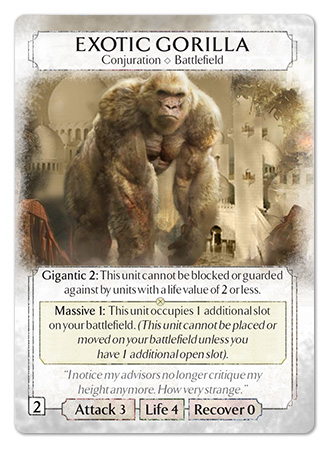 EXOTIC GORILLA
Conjuration ◇ Battlefield
Gigantic 2: This unit cannot be blocked or guarded
against by units with a life value of 2 or less.
Massive 1: This unit occupies 1 additional slot
on your battlefield. (This unit cannot be placed or
moved on your battlefield unless you
have 1 additional open slot).
"I notice my advisors no longer critique my
height anymore. How very strange."
2 Attack 3 Life 4 Recover 0